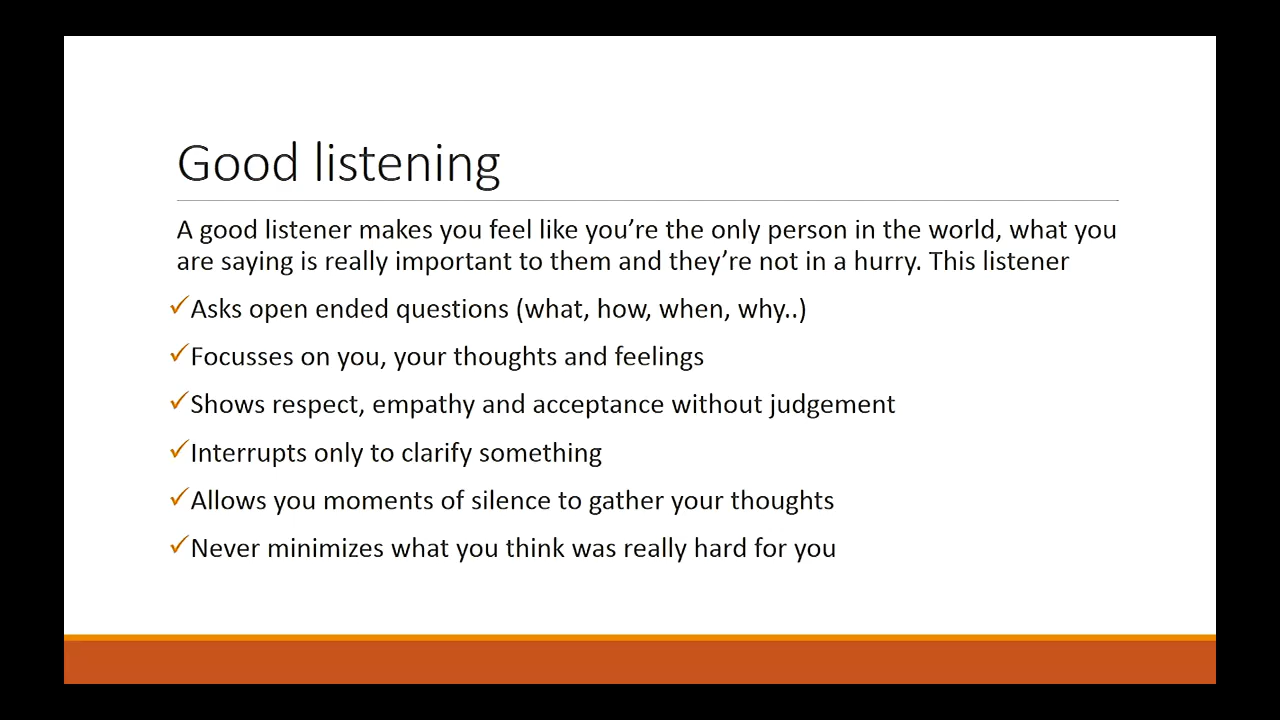 Good listening
A good listener makes you feel like you’re the only person in the world, what you
are saying is really important to them and they’re not in a hurry. This listener
✓Asks open ended questions (what, how, when, why..)
✓Focusses on you, your thoughts and feelings
✓Shows respect, empathy and acceptance without judgement
✓Interrupts only to clarify something
✓Allows you moments of silence to gather your thoughts
✓Never minimizes what you think was really hard for you